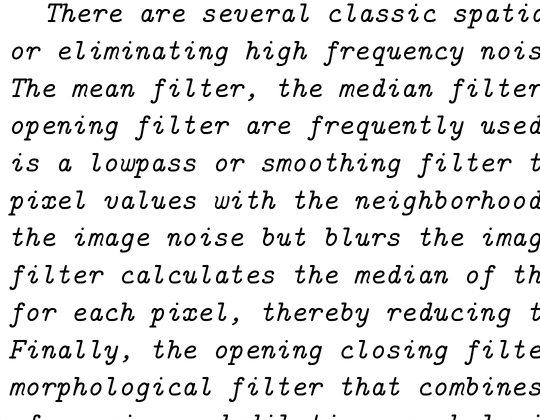 There are several classic spatia
or eliminating high frequency nois
The mean filter, the median filter
opening filter are frequently used
is a lowpass or smoothing filter t
pixel values with the neighborhood
the image noise but blurs the imag
filter calculates the median of th
for each pixel, thereby reducing t
Finally, the opening closing filte
morphological filter that combines